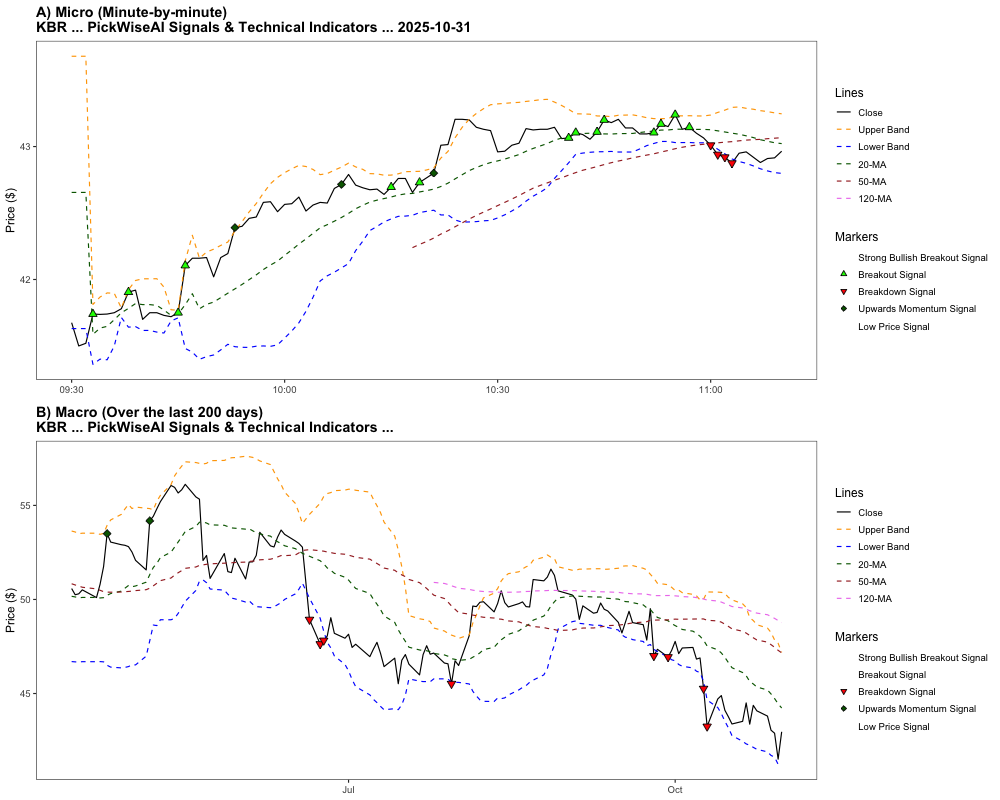 A) Micro (Minute-by-minute)
KBR ... PickWiseAI Signals & Technical Indicators ... 2025-10-31
Price ($)
43
42
09:30
10:00
10:30
11:00
Lines
Close
Upper Band
Lower Band
20-MA
50-MA
120-MA
Markers
Strong Bullish Breakout Signal
Breakout Signal
Breakdown Signal
Upwards Momentum Signal
Low Price Signal
B) Macro (Over the last 200 days)
KBR ... PickWiseAI Signals & Technical Indicators ...
Price ($)
55
50
45
Jul
Oct
Lines
Close
Upper Band
Lower Band
20-MA
50-MA
120-MA
Markers
Strong Bullish Breakout Signal
Breakout Signal
Breakdown Signal
Upwards Momentum Signal
Low Price Signal